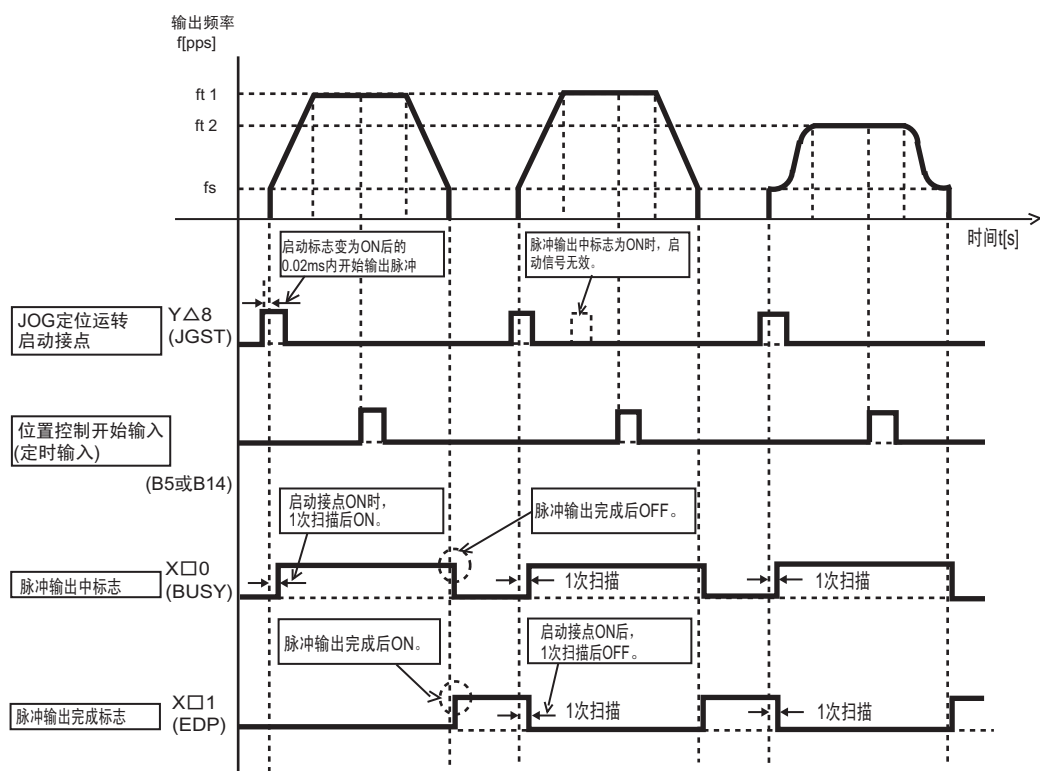 输出频率
f[pps]
ft 1
ft 2
fs
时间t[s]
启动标志变为ON后的
0.02ms内开始输出脉冲
脉冲输出中标志为ON时，启
动信号无效。
JOG定位运转
启动接点
Y△8
(JGST)
位置控制开始输入
(定时输入)
(B5或B14)
启动接点ON时，
1次扫描后ON。
脉冲输出完成后OFF。
脉冲输出中标志
X□0
(BUSY)
1次扫描
1次扫描
脉冲输出完成后ON。
启动接点ON后，
1次扫描后OFF。
脉冲输出完成标志
X□1
(EDP)
1次扫描
1次扫描